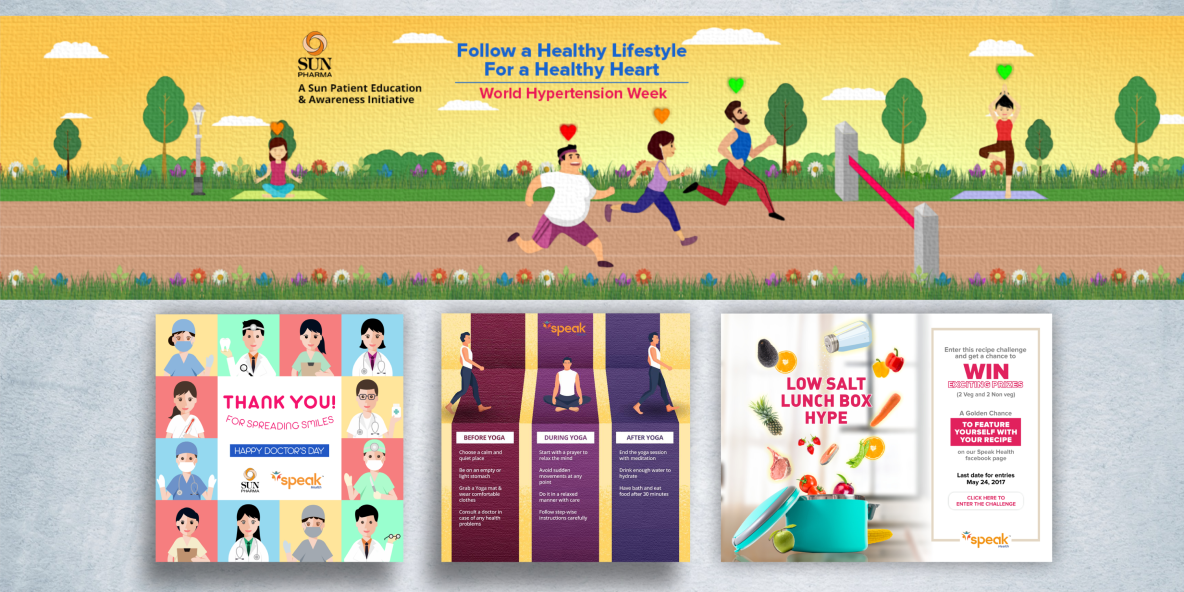 SUN
PHARMA
A Sun Patient Education
& Awareness Initiative
Follow a Healthy Lifestyle
For a Healthy Heart
World Hypertension Week
THANK YOU!
FOR SPREADING SMILES
HAPPY DOCTOR'S DAY
SUN
PHARMA
speak
Health
speak
BEFORE YOGA
Choose a calm and
quiet place
Be on an empty or
light stomach
Grab a Yoga mat &
wear comfortable
clothes
Consult a doctor in
case of any health
problems
DURING YOGA
Start with a prayer to
relax the mind
Avoid sudden
movements at any
point
Do it in a relaxed
manner with care
Follow step-wise
instructions carefully
AFTER YOGA
End the yoga session
with meditation
Drink enough water to
hydrate
Have bath and eat
food after 30 minutes
LOW SALT
LUNCH BOX
HYPE
Enter this recipe challenge
and get a chance to
WIN
EXCITING PRIZES
(2 Veg and 2 Non veg)
A Golden Chance
TO FEATURE
YOURSELF WITH
YOUR RECIPE
on our Speak Health
facebook page
Last date for entries
May 24, 2017
CLICK HERE TO
ENTER THE CHALLENGE
speak
Health